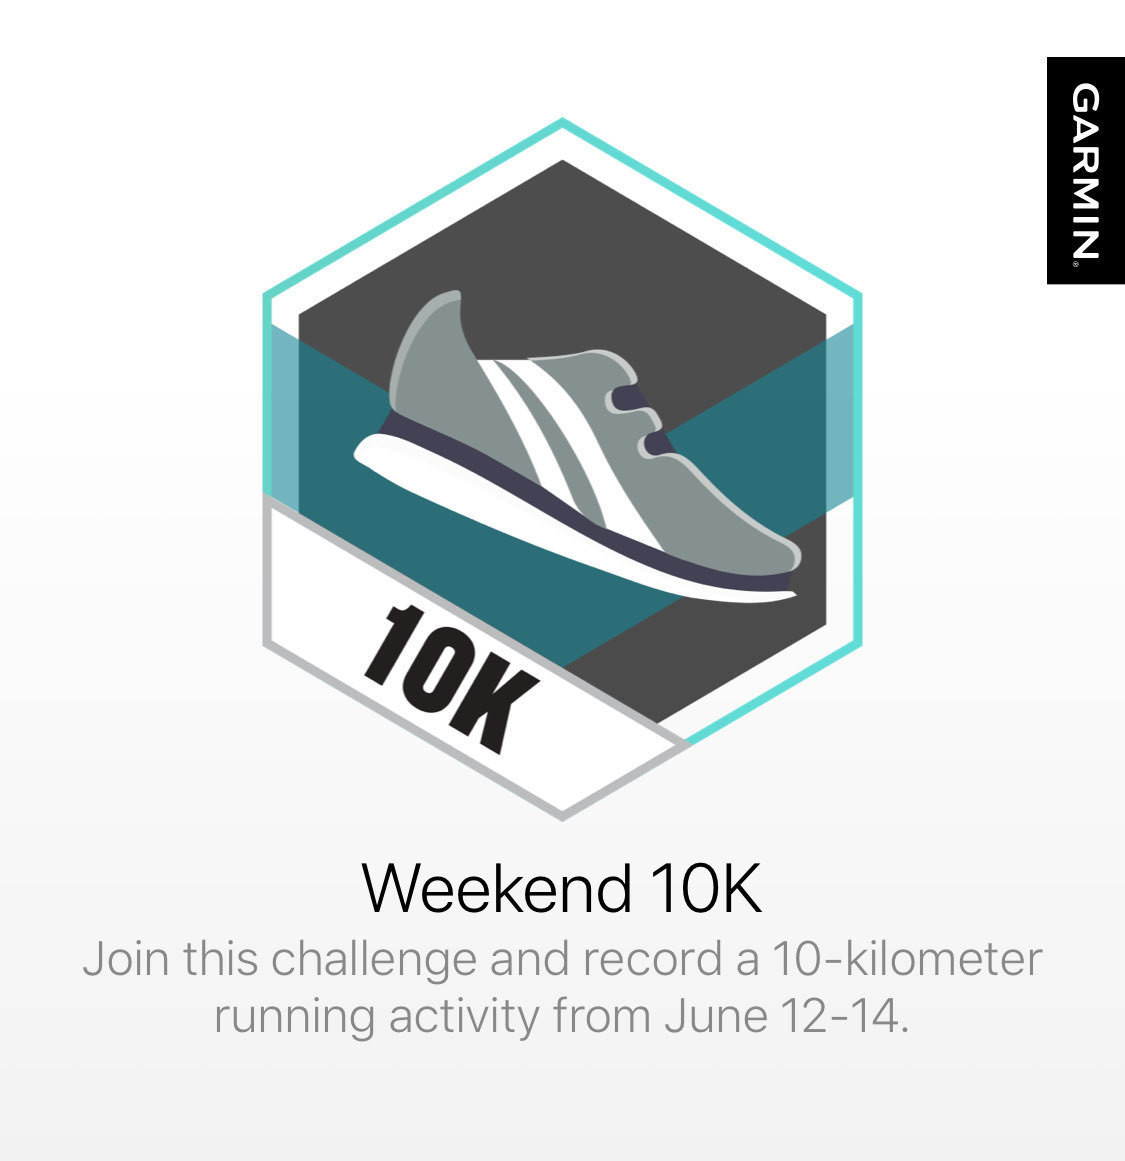 GARMIN
10K
Weekend 10K
Join this challenge and record a 10-kilometer
running activity from June 12-14.